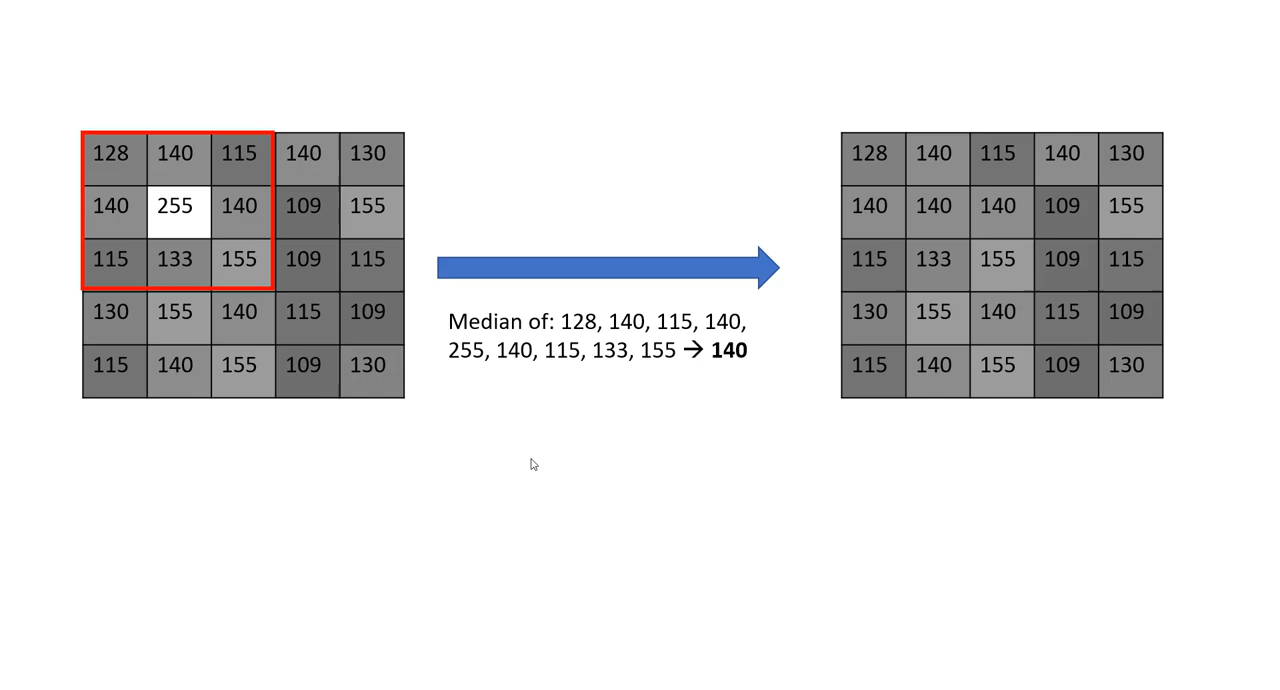 128 140 115 140 130
140 255 140 109 155
115 133 155 109 115
130 155 140 115 109
115 140 155 109 130
Median of: 128, 140, 115, 140,
255, 140, 115, 133, 155 → 140
128 140 115 140 130
140 140 140 109 155
115 133 155 109 115
130 155 140 115 109
115 140 155 109 130